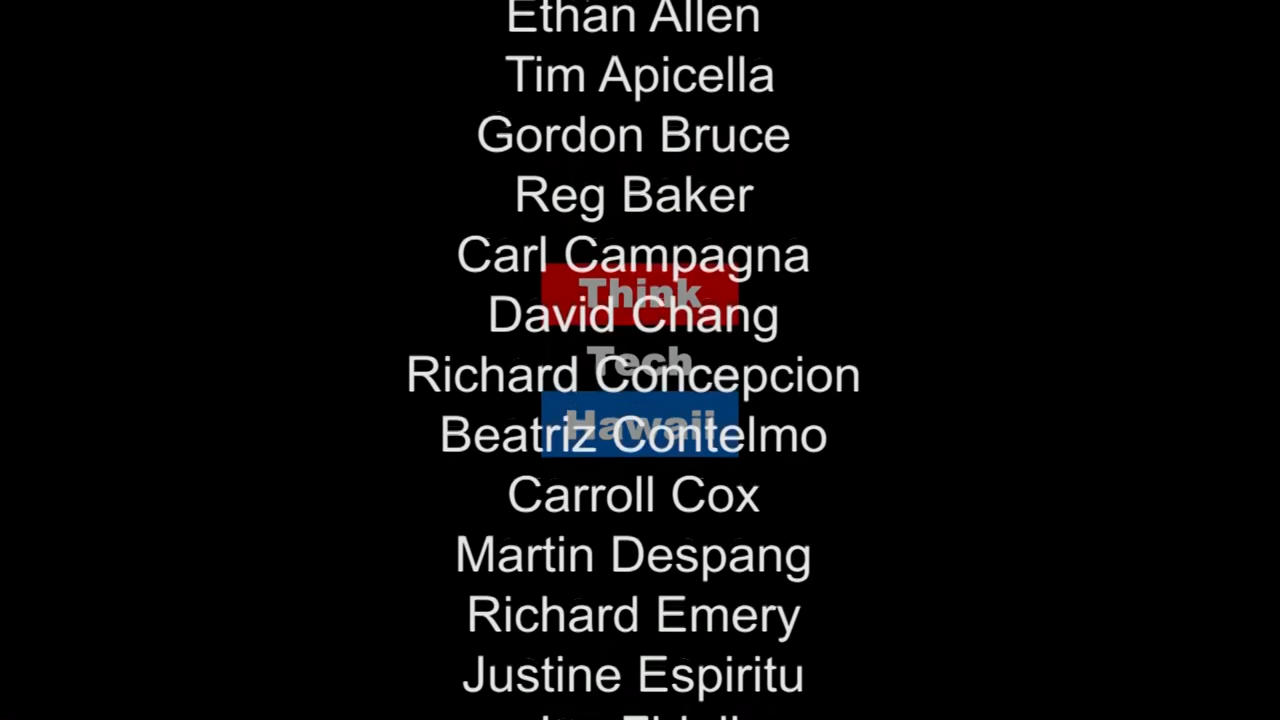 Ethan Allen
Tim Apicella
Gordon Bruce
Reg Baker
Carl Campagna
Think
David Chang
Tech
Richard Concepcion
Hawaii
Beatriz Contelmo
Carroll Cox
Martin Despang
Richard Emery
Justine Espiritu